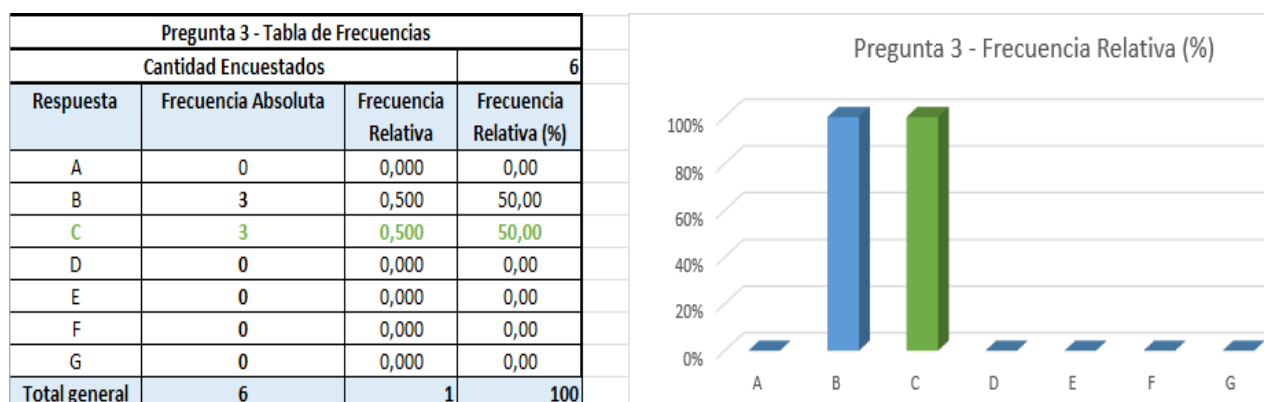 Pregunta 3 - Tabla de Frecuencias
Cantidad Encuestados 6
Respuesta Frecuencia Absoluta Frecuencia Relativa Frecuencia Relativa (%)
A 0 0,000 0,00
B 3 0,500 50,00
C 3 0,500 50,00
D 0 0,000 0,00
E 0 0,000 0,00
F 0 0,000 0,00
G 0 0,000 0,00
Total general 6 1 100
Pregunta 3 - Frecuencia Relativa (%)
100%
80%
60%
40%
20%
0%
A B C D E F G